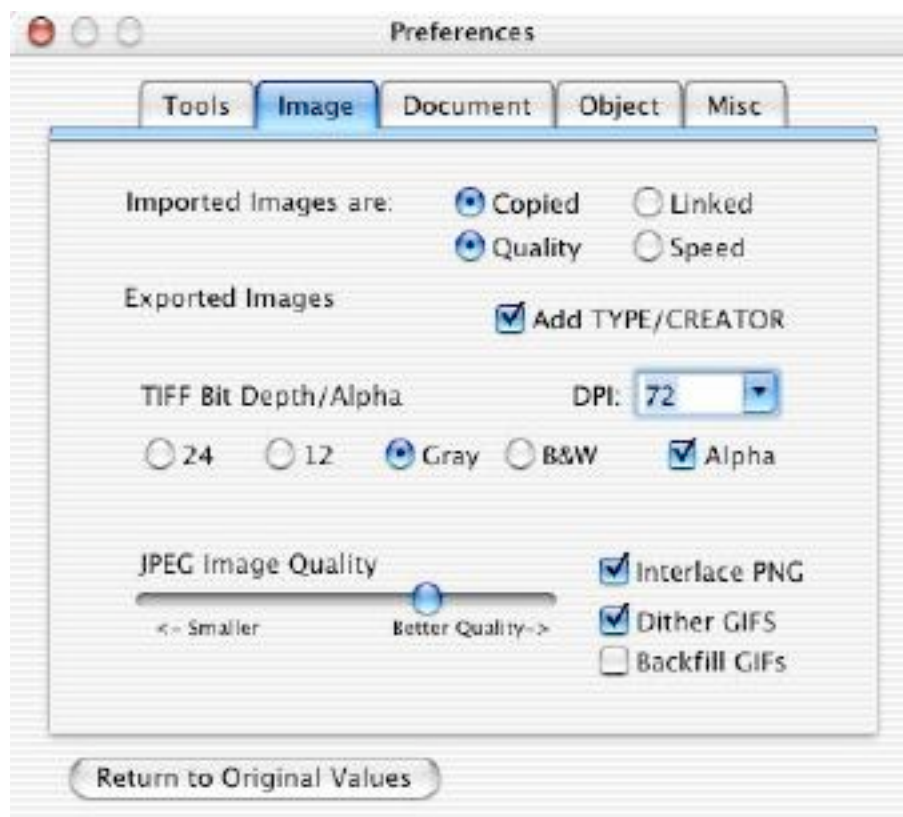 Preferences
Tools Image Document Object Misc
Imported Images are: Copied Linked
Quality Speed
Exported Images
Add TYPE/CREATOR
TIFF Bit Depth/Alpha DPI: 72
24 12 Gray B&W Alpha
JPEG Image Quality
Interlace PNG
<- Smaller Better Quality->
Dither GIFS
Backfill GIFs
Return to Original Values